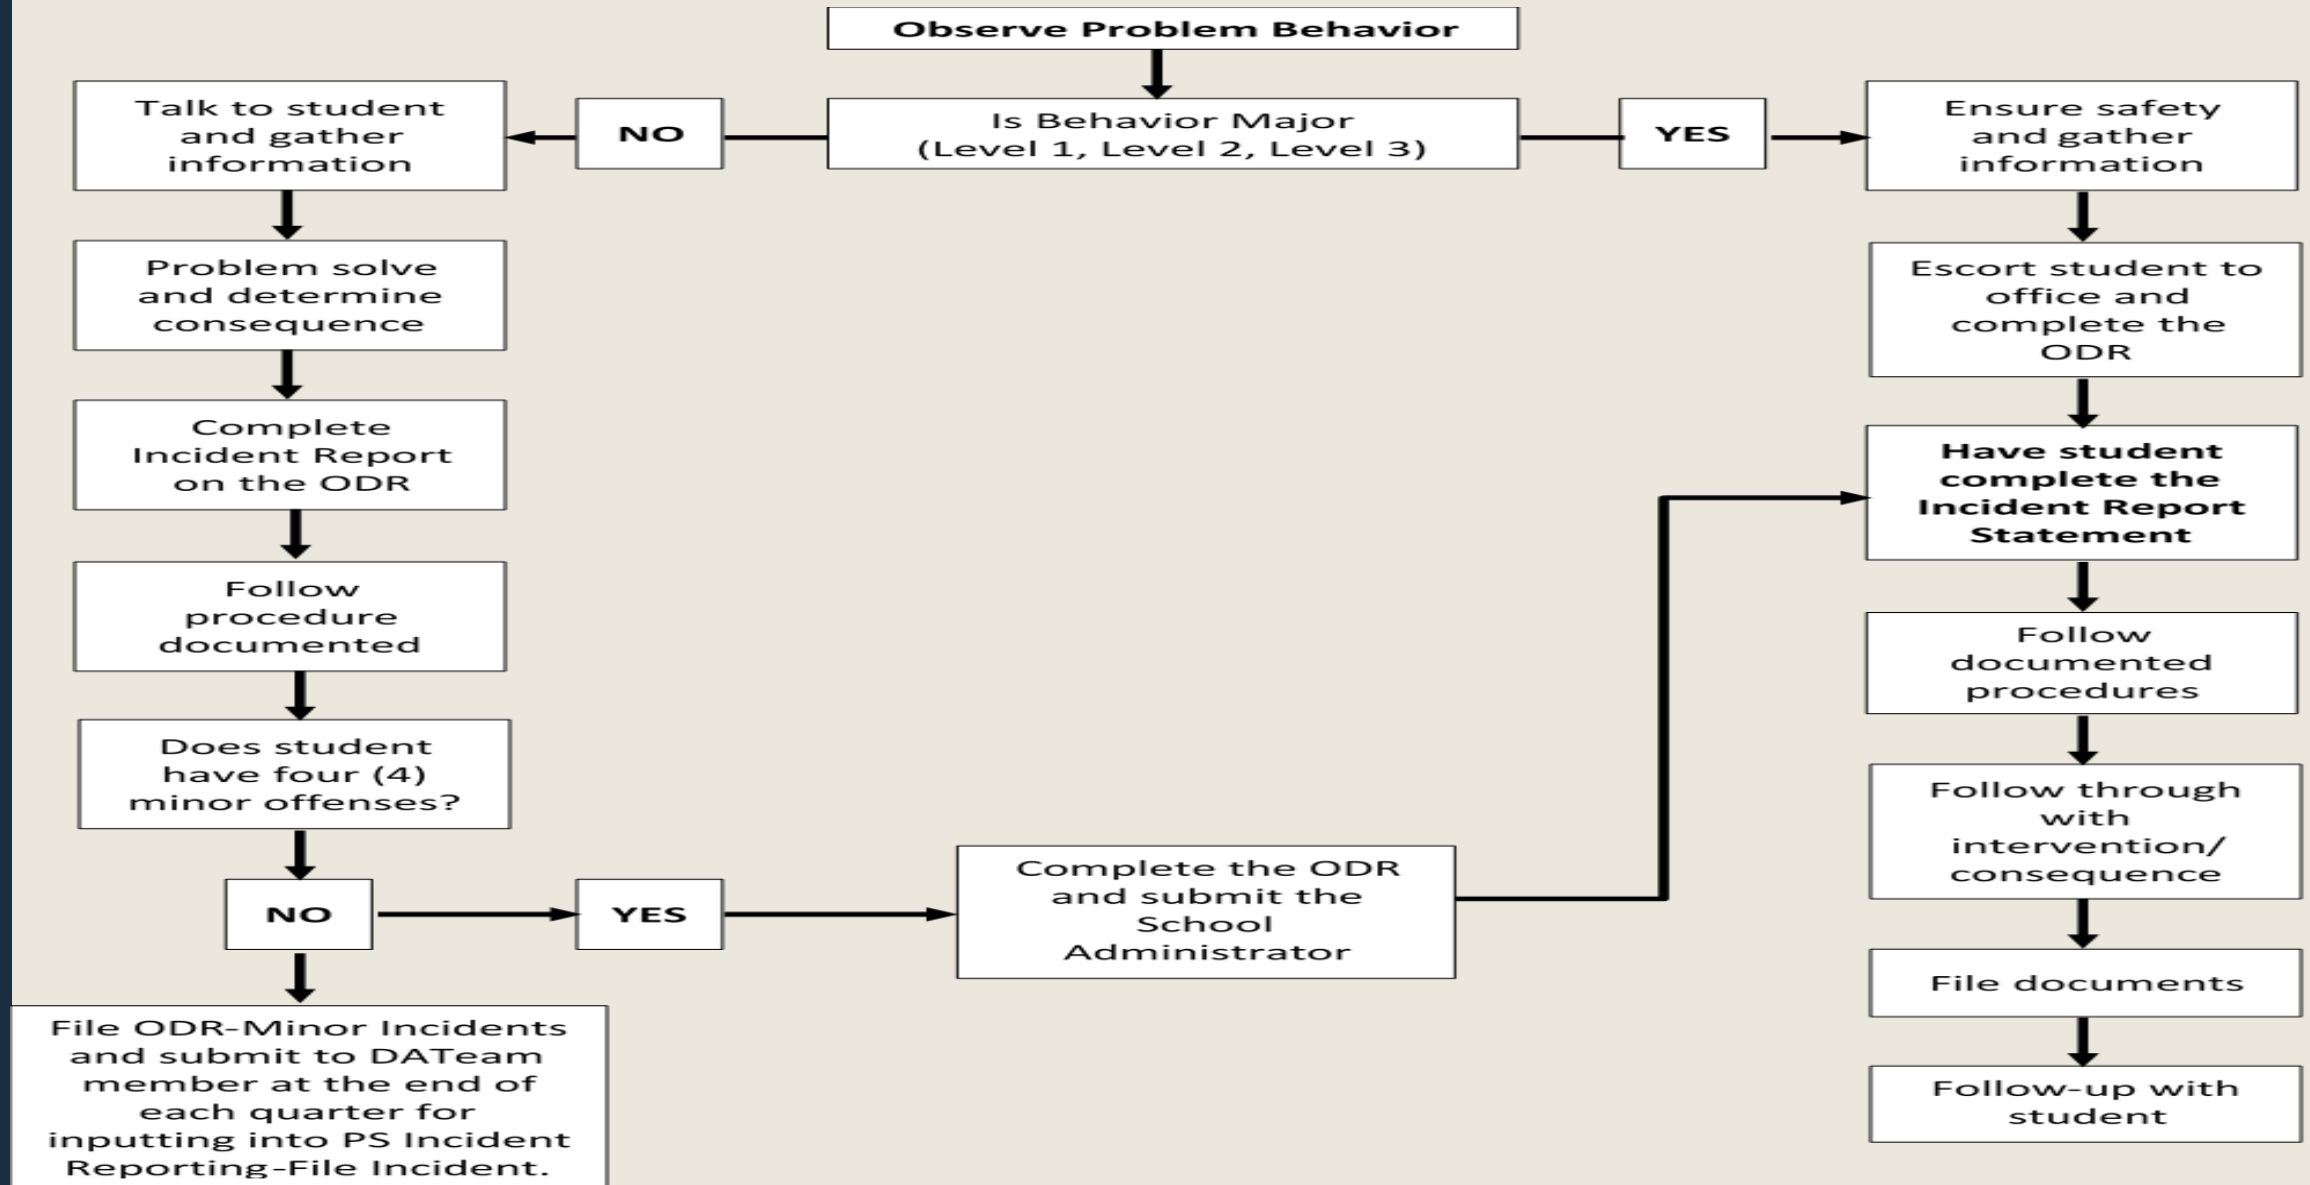 Observe Problem Behavior
Talk to student
and gather
information
NO
Is Behavior Major
(Level 1, Level 2, Level 3)
YES
Ensure safety
and gather
information
Problem solve
and determine
consequence
Escort student to
office and
complete the
ODR
Complete
Incident Report
on the ODR
Have student
complete the
Incident Report
Statement
Follow
procedure
documented
Follow
documented
procedures
Does student
have four (4)
minor offenses?
Follow through
with
intervention/
consequence
NO
YES
Complete the ODR
and submit the
School
Administrator
File documents
File ODR-Minor Incidents
and submit to DATeam
member at the end of
each quarter for
inputting into PS Incident
Reporting-File Incident.
Follow-up with
student